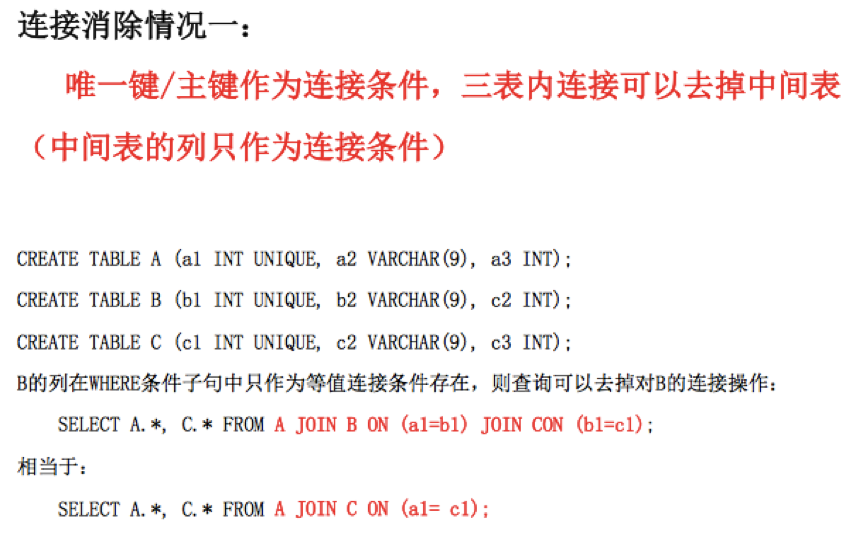 连接消除情况一：
唯一键/主键作为连接条件，三表内连接可以去掉中间表
（中间表的列只作为连接条件）
CREATE TABLE A (a1 INT UNIQUE, a2 VARCHAR(9), a3 INT);
CREATE TABLE B (b1 INT UNIQUE, b2 VARCHAR(9), c2 INT);
CREATE TABLE C (c1 INT UNIQUE, c2 VARCHAR(9), c3 INT);
B的列在WHERE条件子句中只作为等值连接条件存在，则查询可以去掉对B的连接操作：
SELECT A.*, C.* FROM A JOIN B ON (a1=b1) JOIN CON (b1=c1);
相当于：
SELECT A.*, C.* FROM A JOIN C ON (a1= c1);